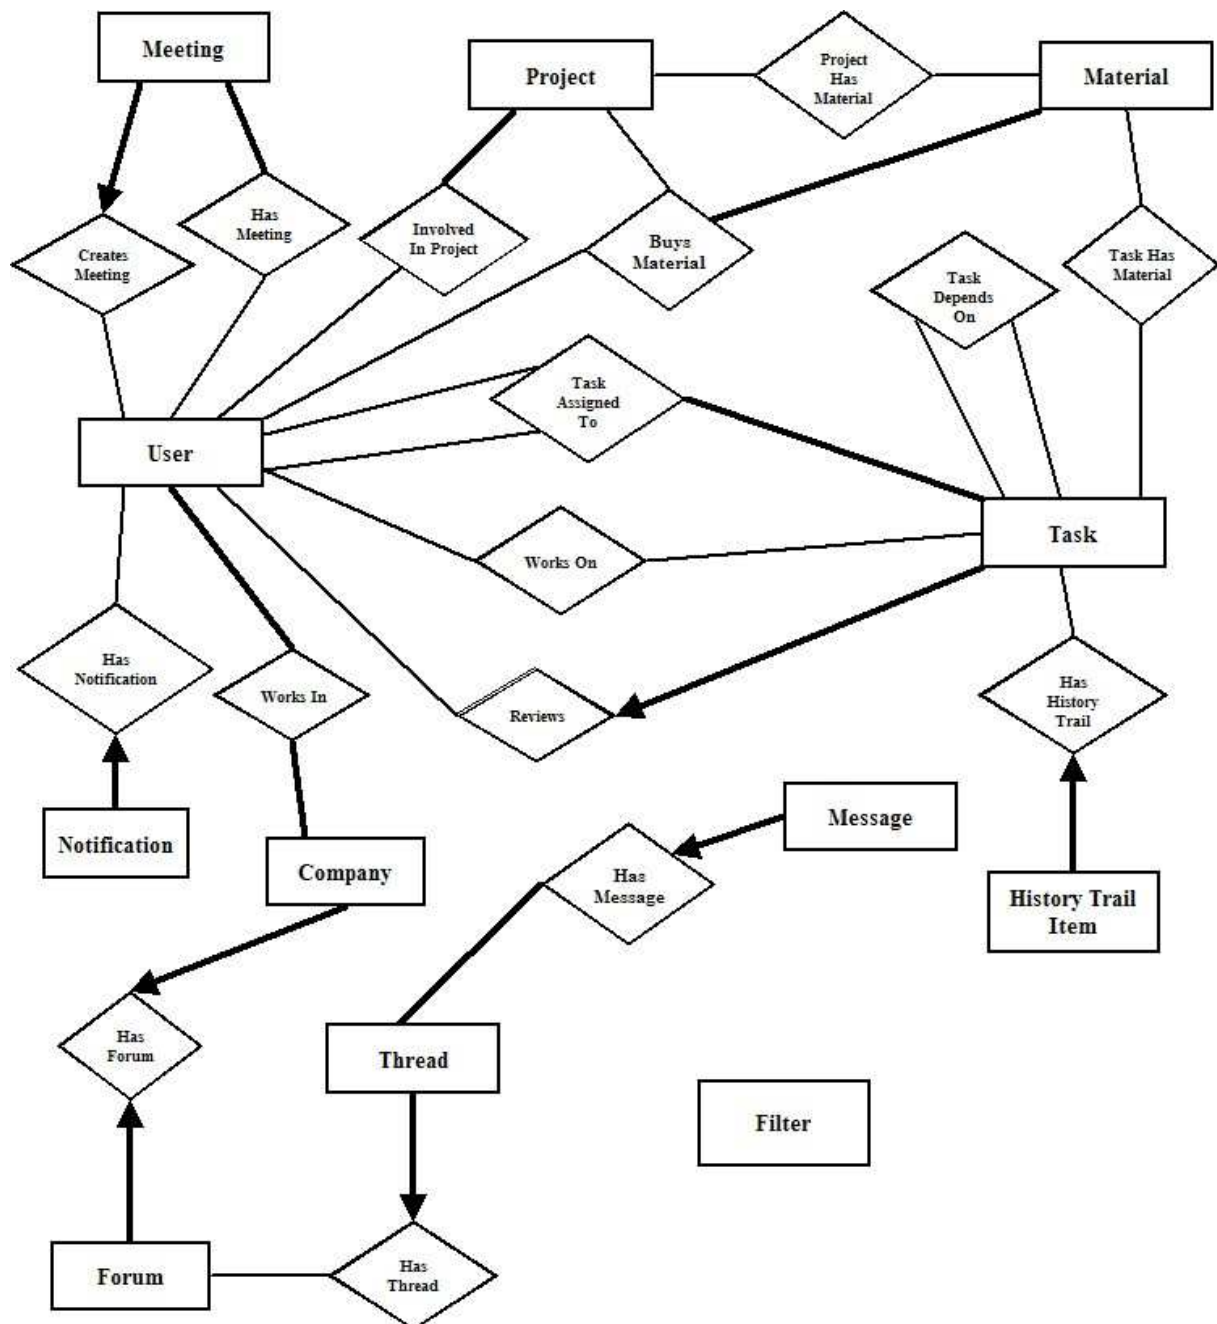 Meeting
Project
Project
Has
Material
Material
Has
Meeting
Involved
In Project
Buys
Material
Creates
Meeting
Task
Depends
On
Task Has
Material
Task
Assigned
To
User
Works On
Task
Has
Notification
Works In
Reviews
Has
History
Trail
Notification
Company
Has
Message
Message
History Trail
Item
Has
Forum
Thread
Filter
Forum
Has
Thread